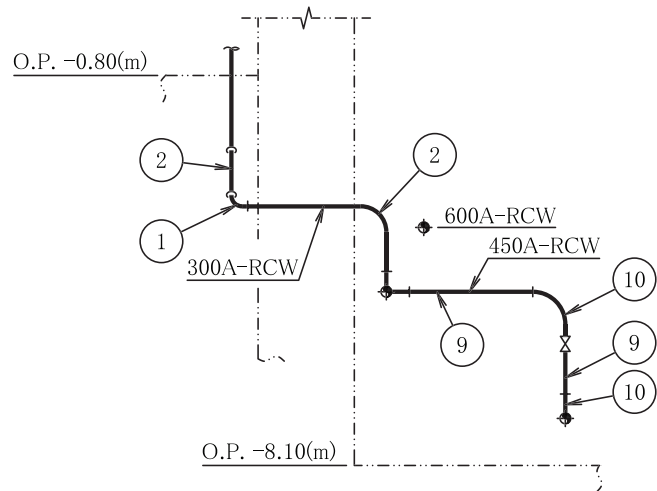 O.P. -0.80(m)
2
2
1
600A-RCW
300A-RCW
450A-RCW
10
9
9
10
O.P. -8.10(m)